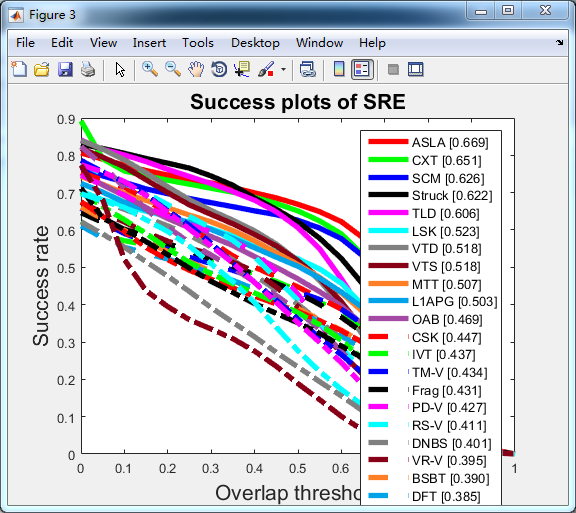 Figure 3
File Edit View Insert Tools Desktop Window Help
Success plots of SRE
Success rate
0.9
0.8
0.7
0.6
0.5
0.4
0.3
0.2
0.1
0
0 0.1 0.2 0.3 0.4 0.5 0.6 1
Overlap thresho
ASLA [0.669]
CXT [0.651]
SCM [0.626]
Struck [0.622]
TLD [0.606]
LSK [0.523]
VTD [0.518]
VTS [0.518]
MTT [0.507]
L1APG [0.503]
OAB [0.469]
CSK [0.447]
IVT [0.437]
TM-V [0.434]
Frag [0.431]
PD-V [0.427]
RS-V [0.411]
DNBS [0.401]
VR-V [0.395]
BSBT [0.390]
DFT [0.385]